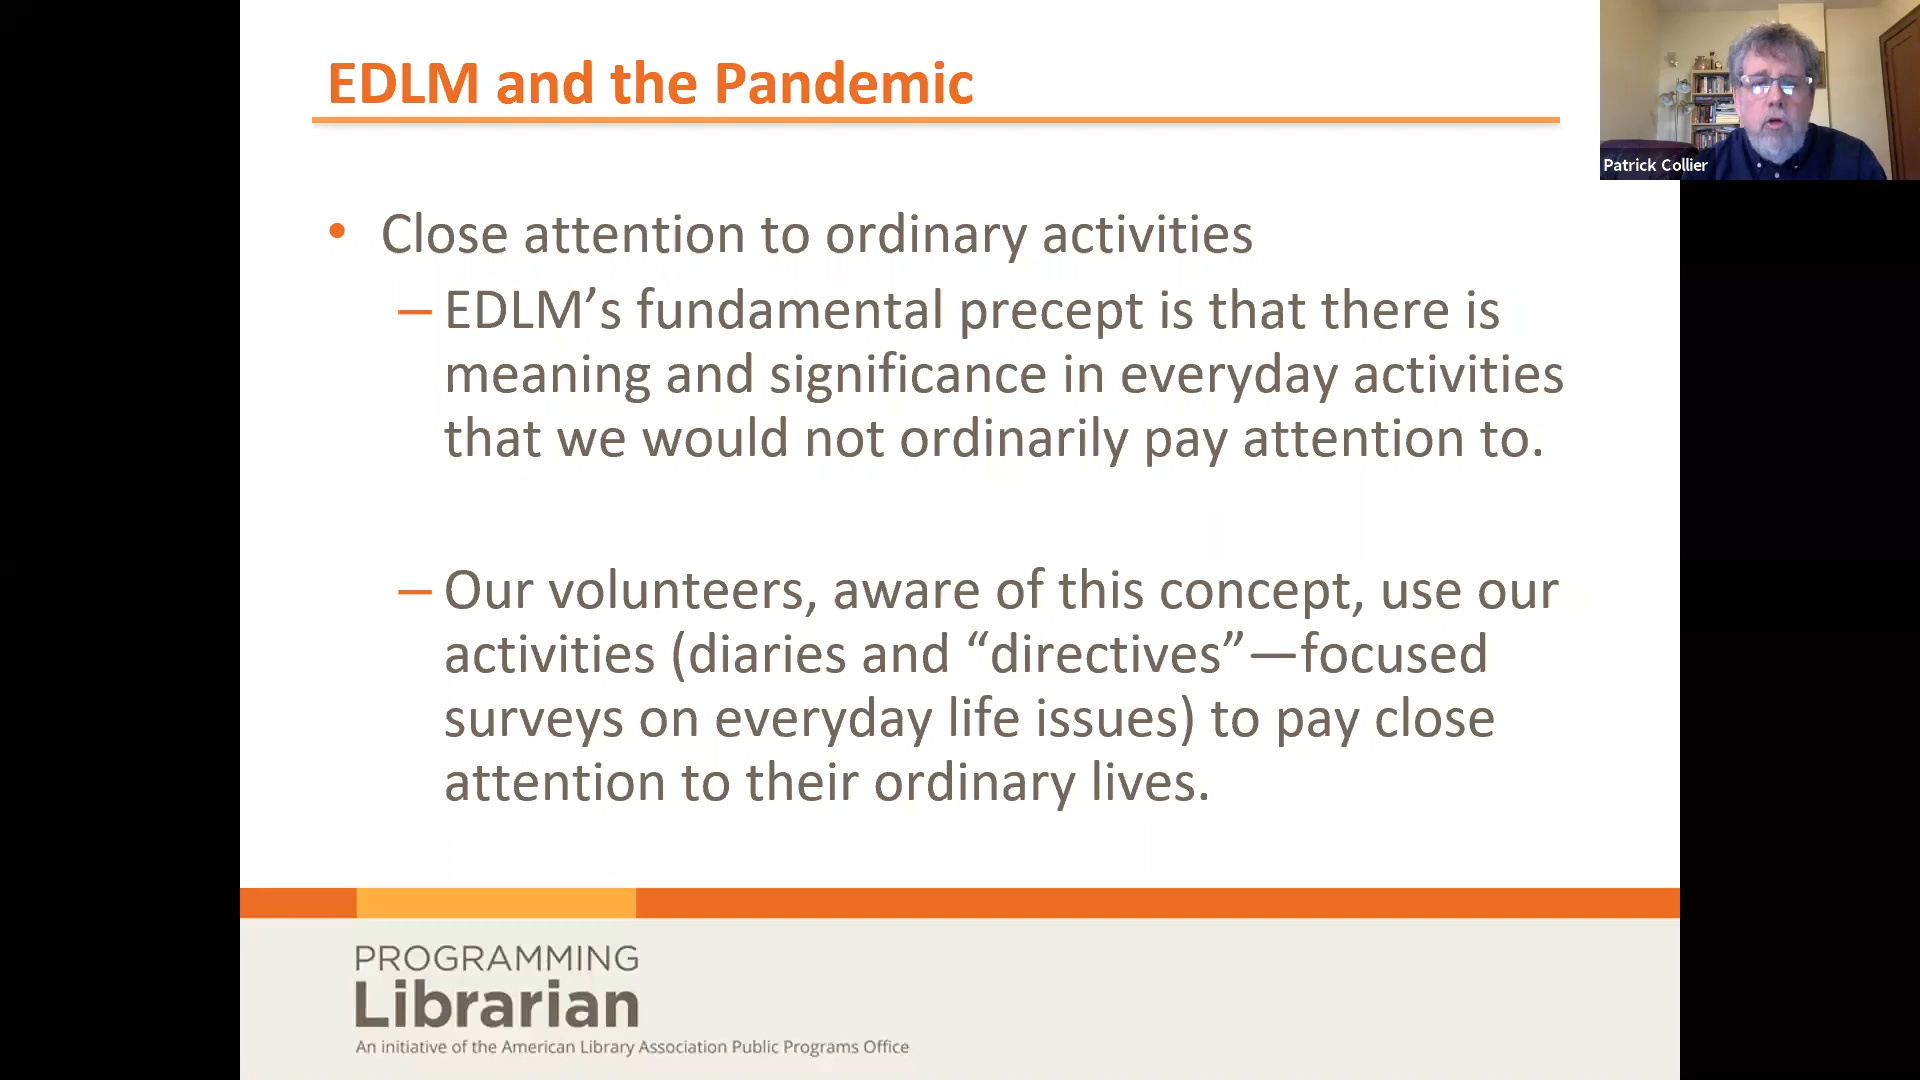 EDLM and the Pandemic
Patrick Collier
• Close attention to ordinary activities
– EDLM’s fundamental precept is that there is
meaning and significance in everyday activities
that we would not ordinarily pay attention to.
– Our volunteers, aware of this concept, use our
activities (diaries and “directives”—focused
surveys on everyday life issues) to pay close
attention to their ordinary lives.
PROGRAMMING
Librarian
An initiative of the American Library Association Public Programs Office